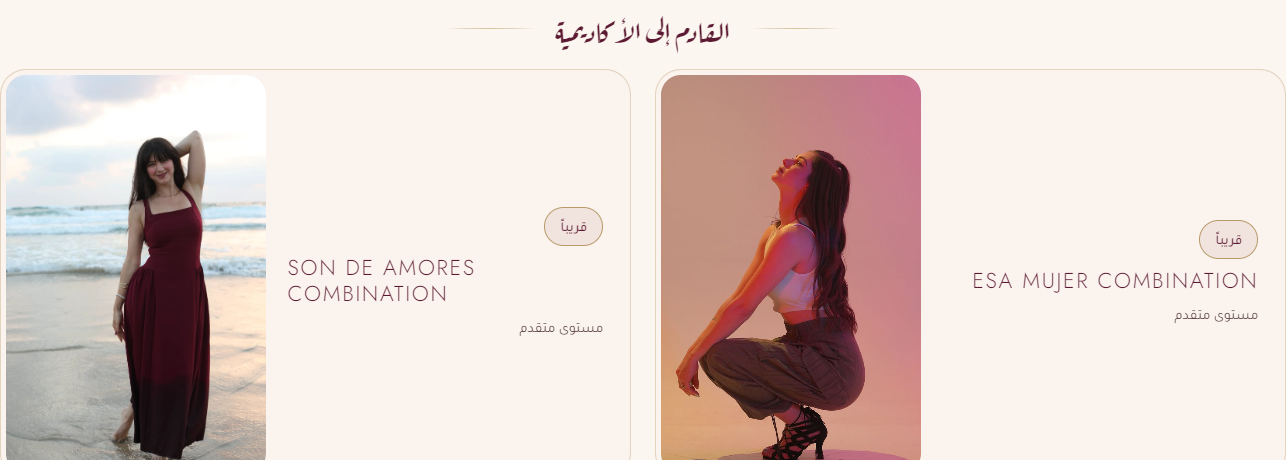 القادم إلى الأكاديمية
قريباً
ESA MUJER COMBINATION
مستوى متقدم
قريباً
SON DE AMORES
COMBINATION
مستوى متقدم